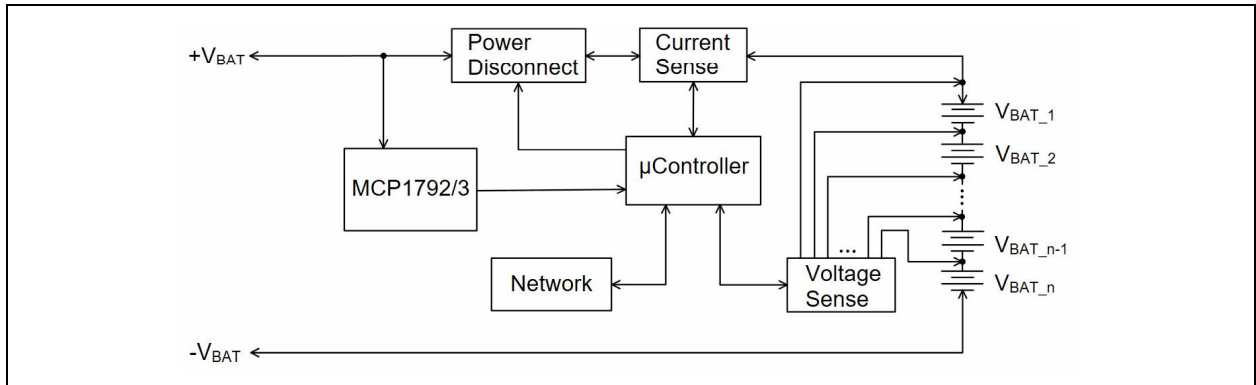 +VBAT
Power
Disconnect
Current
Sense
VBAT_1
VBAT_2
MCP1792/3
µController
...
VBAT_n-1
VBAT_n
Network
Voltage
Sense
-VBAT